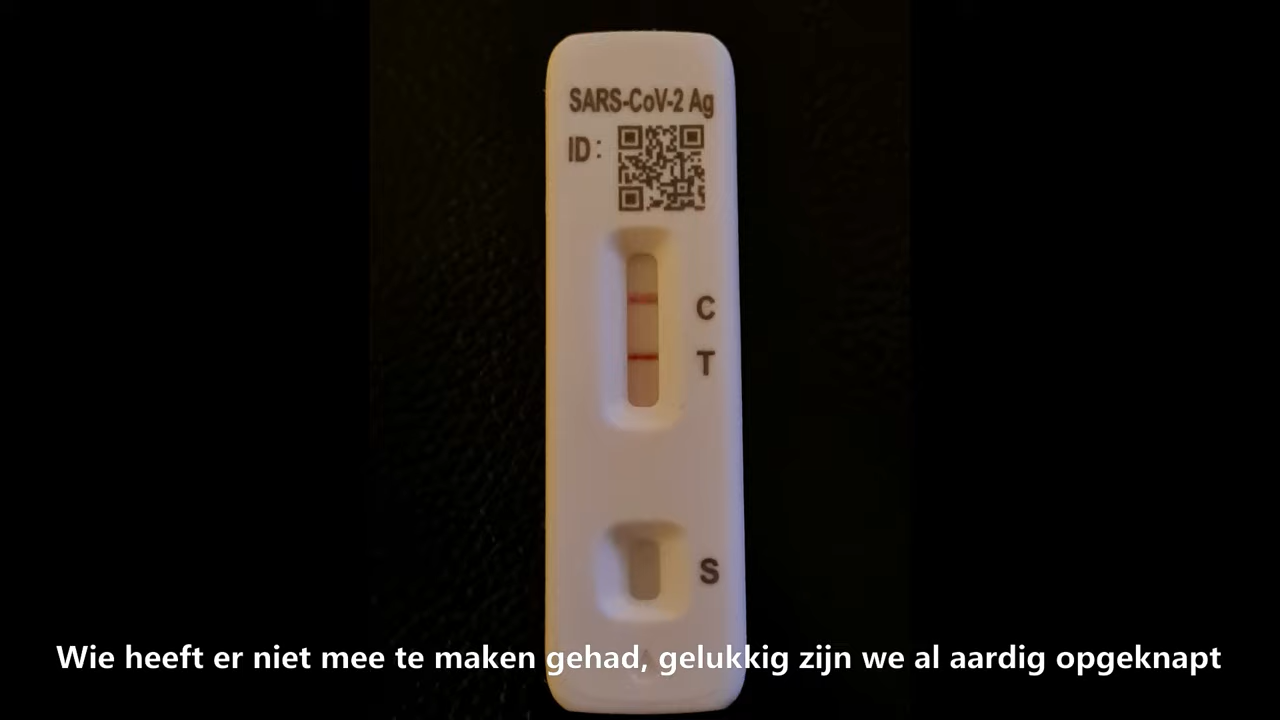 SARS-CoV-2 Ag
ID:
C
T
S
Wie heeft er niet mee te maken gehad, gelukkig zijn we al aardig opgeknapt